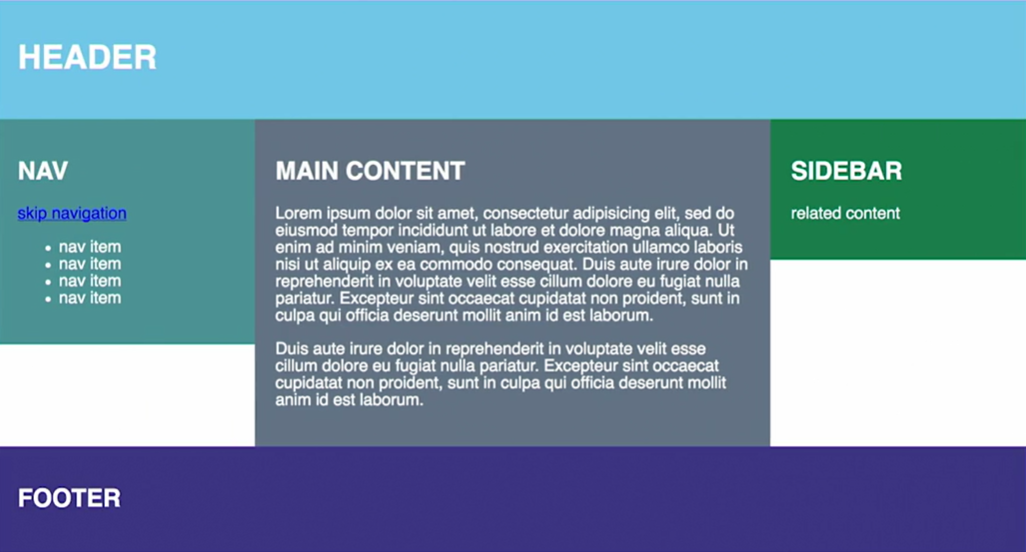 HEADER
NAV
skip navigation
nav item
nav item
nav item
nav item
MAIN CONTENT
Lorem ipsum dolor sit amet, consectetur adipisicing elit, sed do
eiusmod tempor incididunt ut labore et dolore magna aliqua. Ut
enim ad minim veniam, quis nostrud exercitation ullamco laboris
nisi ut aliquip ex ea commodo consequat. Duis aute irure dolor in
reprehenderit in voluptate velit esse cillum dolore eu fugiat nulla
pariatur. Excepteur sint occaecat cupidatat non proident, sunt in
culpa qui officia deserunt mollit anim id est laborum.
Duis aute irure dolor in reprehenderit in voluptate velit esse
cillum dolore eu fugiat nulla pariatur. Excepteur sint occaecat
cupidatat non proident, sunt in culpa qui officia deserunt mollit
anim id est laborum.
SIDEBAR
related content
FOOTER